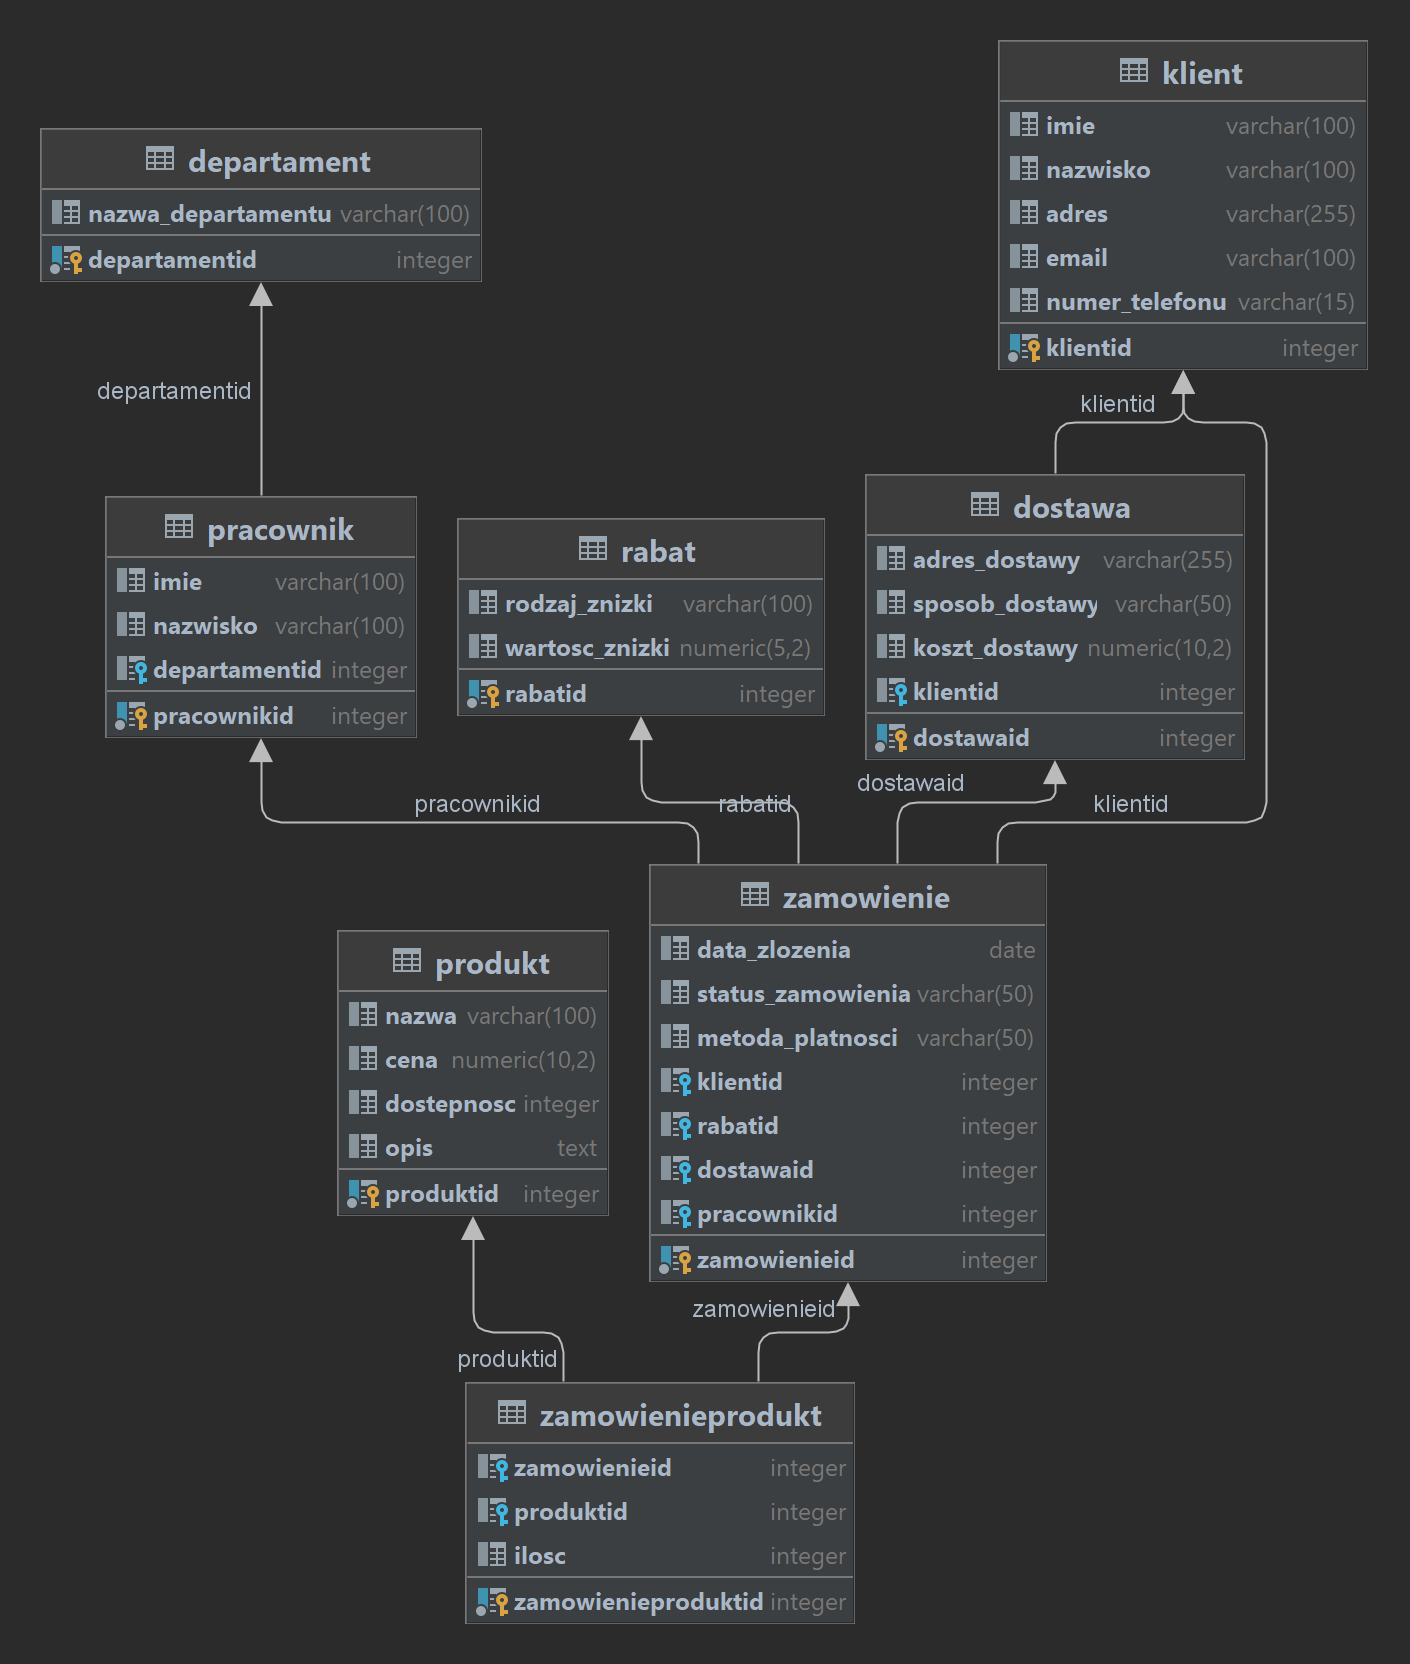 klient
imie varchar(100)
nazwisko varchar(100)
adres varchar(255)
email varchar(100)
numer_telefonu varchar(15)
klientid integer
departament
nazwa_departamentu varchar(100)
departamentid integer
departamentid
klientid
pracownik
imie varchar(100)
nazwisko varchar(100)
departamentid integer
pracownikid integer
rabat
rodzaj_znizki varchar(100)
wartosc_znizki numeric(5,2)
rabatid integer
dostawa
adres_dostawy varchar(255)
sposob_dostawy varchar(50)
koszt_dostawy numeric(10,2)
klientid integer
dostawaid integer
pracownikid
rabatid
dostawaid
klientid
zamowienie
data_zlozenia date
status_zamowienia varchar(50)
metoda_platnosci varchar(50)
klientid integer
rabatid integer
dostawaid integer
pracownikid integer
zamowienieid integer
produkt
nazwa varchar(100)
cena numeric(10,2)
dostepnosc integer
opis text
produktid integer
zamowienieid
produktid
zamowienieprodukt
zamowienieid integer
produktid integer
ilosc integer
zamowienieproduktid integer